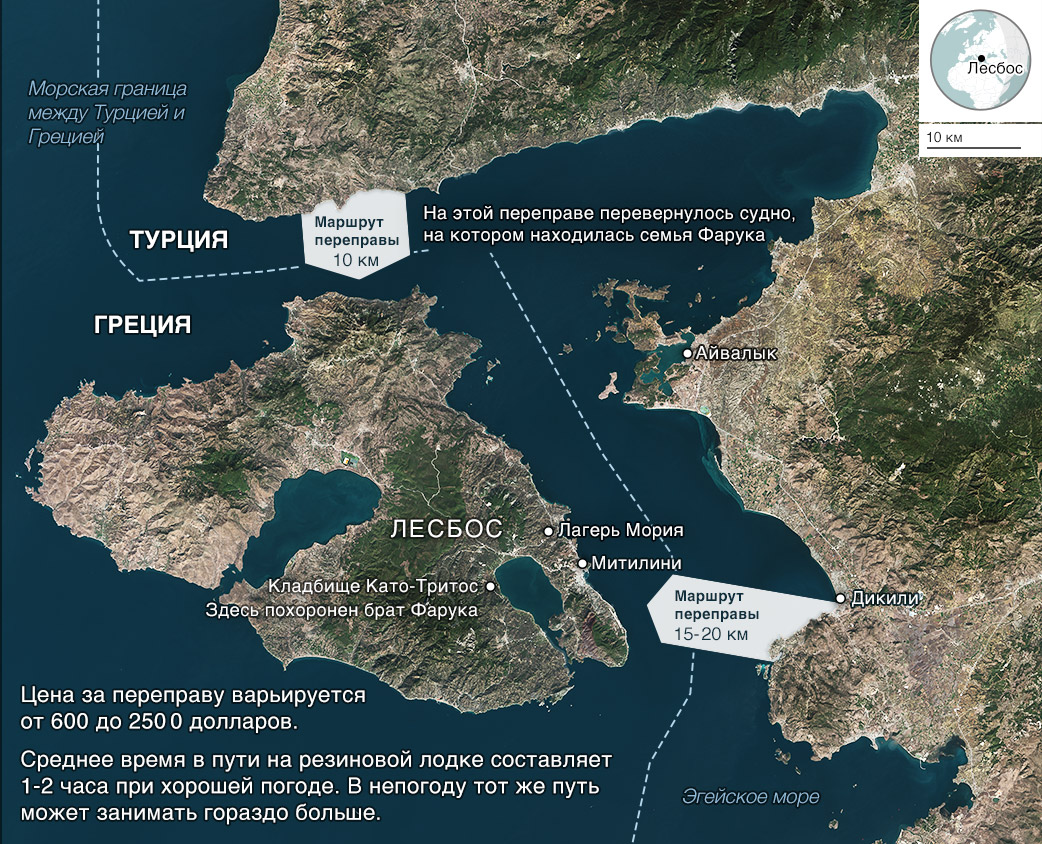 Лесбос
10 км
Морская граница
между Турцией и
Грецией
Маршрут
переправы
10 км
На этой переправе перевернулось судно,
на котором находилась семья Фарука
ТУРЦИЯ
ГРЕЦИЯ
Айвалык
ЛЕСБОС
Лагерь Мория
Митилини
Кладбище Като-Тритос
Здесь похоронен брат Фарука
Маршрут
переправы
15-20 км
Дикили
Цена за переправу варьируется
от 600 до 2500 долларов.
Среднее время в пути на резиновой лодке составляет
1-2 часа при хорошей погоде. В непогоду тот же путь
может занимать гораздо больше.
Эгейское море